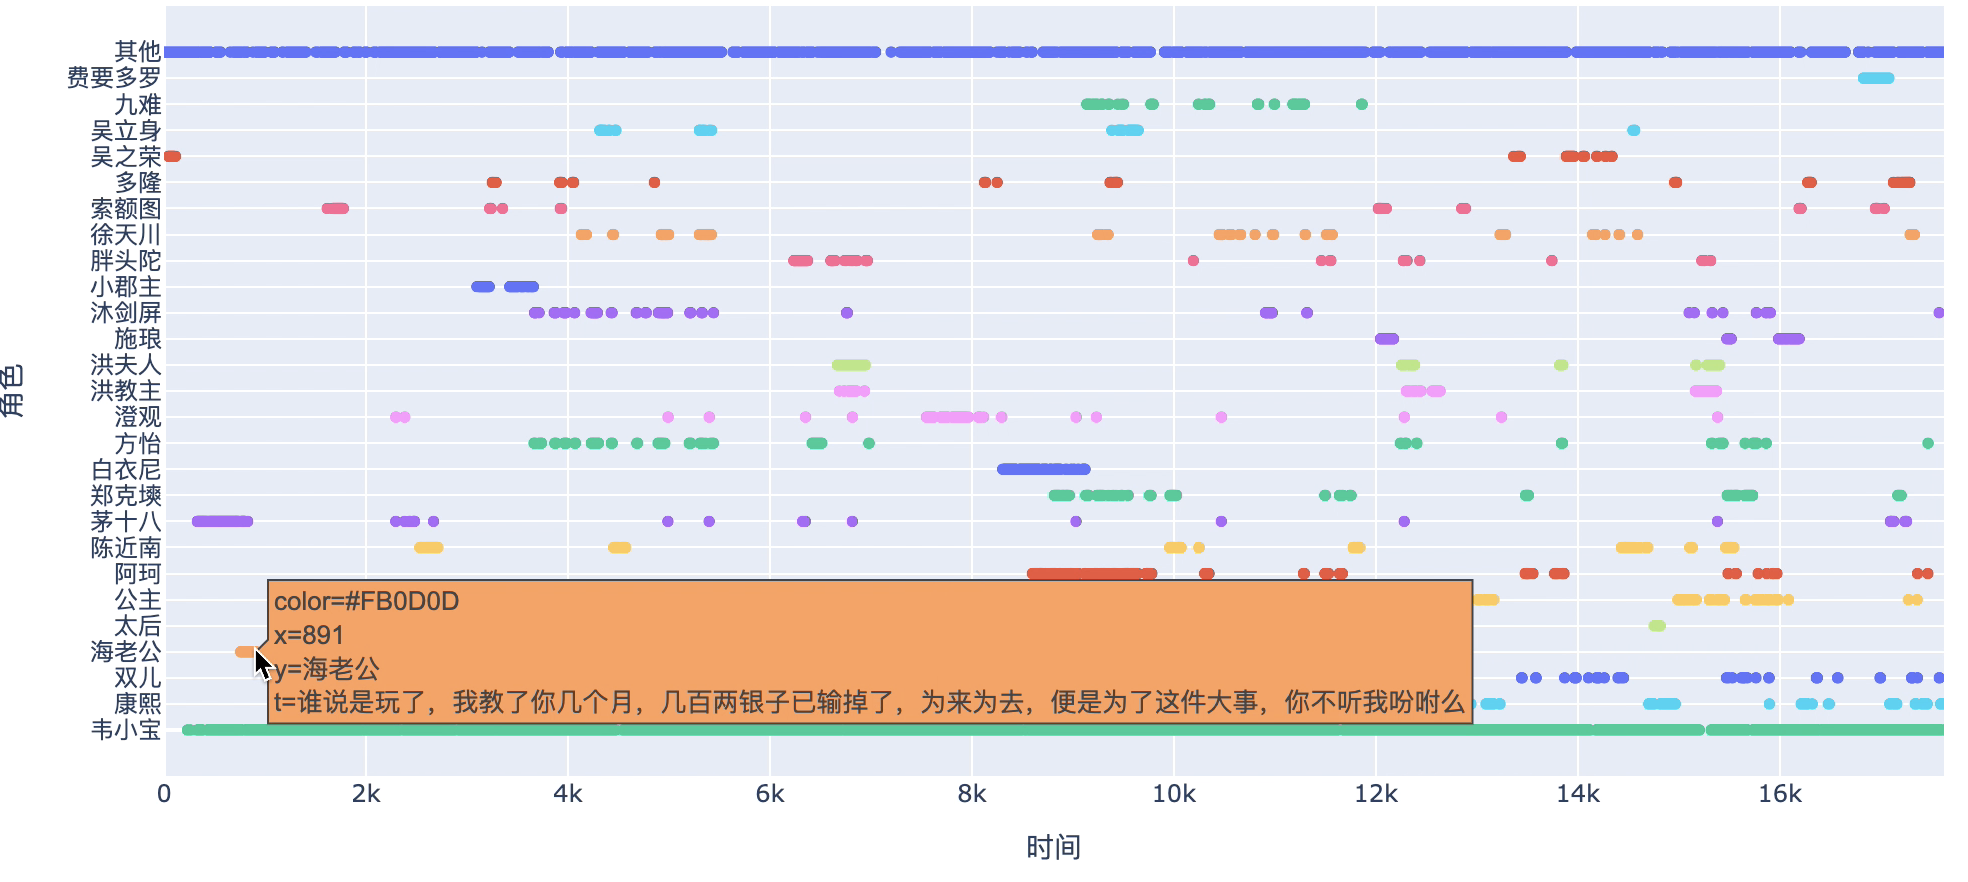 其他
费要多罗
九难
吴立身
吴之荣
多隆
索额图
徐天川
胖头陀
小郡主
沐剑屏
施琅
洪夫人
洪教主
澄观
方怡
白衣尼
郑克塽
茅十八
陈近南
阿珂
公主
太后
海老公
双儿
康熙
韦小宝
角色
color=#FB0D0D
x=891
y=海老公
t=谁说是玩了，我教了你几个月，几百两银子已输掉了，为来为去，便是为了这件大事，你不听我吩咐么
0 2k 4k 6k 8k 10k 12k 14k 16k
时间